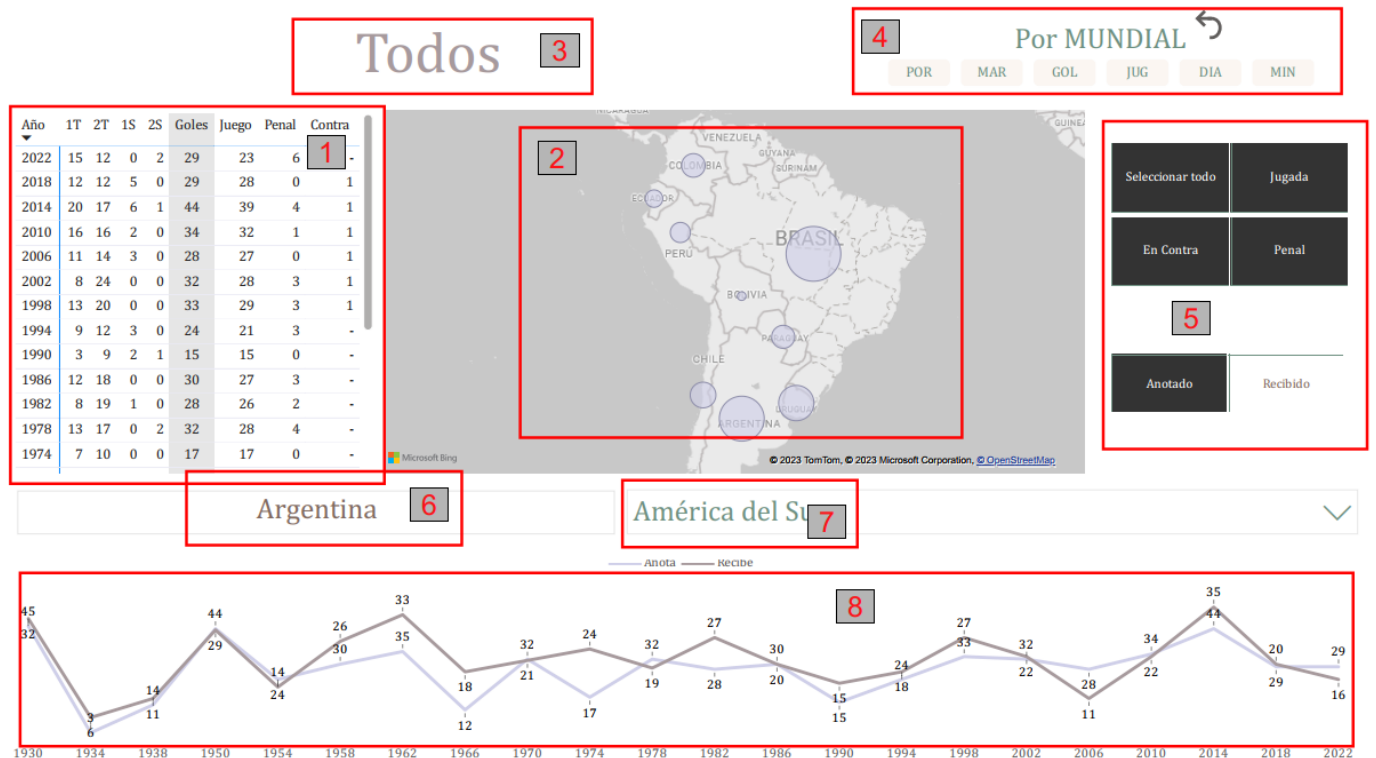 Todos
3
4
Por MUNDIAL
POR MAR GOL JUG DIA MIN
Año 1T 2T 1S 2S Goles Juego Penal Contra
1
2022 15 12 0 2 29 23 6 -
2018 12 12 5 0 29 28 0 1
2014 20 17 6 1 44 39 4 1
2010 16 16 2 0 34 32 1 1
2006 11 14 3 0 28 27 0 1
2002 8 24 0 0 32 28 3 1
1998 13 20 0 0 33 29 3 1
1994 9 12 3 0 24 21 3 -
1990 3 9 2 1 15 15 0 -
1986 12 18 0 0 30 27 3 -
1982 8 19 1 0 28 26 2 -
1978 13 17 0 2 32 28 4 -
1974 7 10 0 0 17 17 0 -
2
VENEZUELA
GUYANA
COLOMBIA
SURINAM
ECUADOR
BRASIL
PERÚ
BOLIVIA
PARAGUAY
CHILE
URUGUAY
ARGENTINA
GUINEA
Microsoft Bing
© 2023 TomTom, © 2023 Microsoft Corporation, © OpenStreetMap
Seleccionar todo
Jugada
En Contra
Penal
5
Anotado
Recibido
Argentina
6
América del Su
7
Anota Recibe
8
45 44 26 33 32 24 32 27 30 27 32 34 35 20 29
32 3 14 29 14 30 35 18 21 19 28 20 15 24 33 22 28 22 44 29 16
6 11 24 12 17 15 18 11
1930 1934 1938 1950 1954 1958 1962 1966 1970 1974 1978 1982 1986 1990 1994 1998 2002 2006 2010 2014 2018 2022